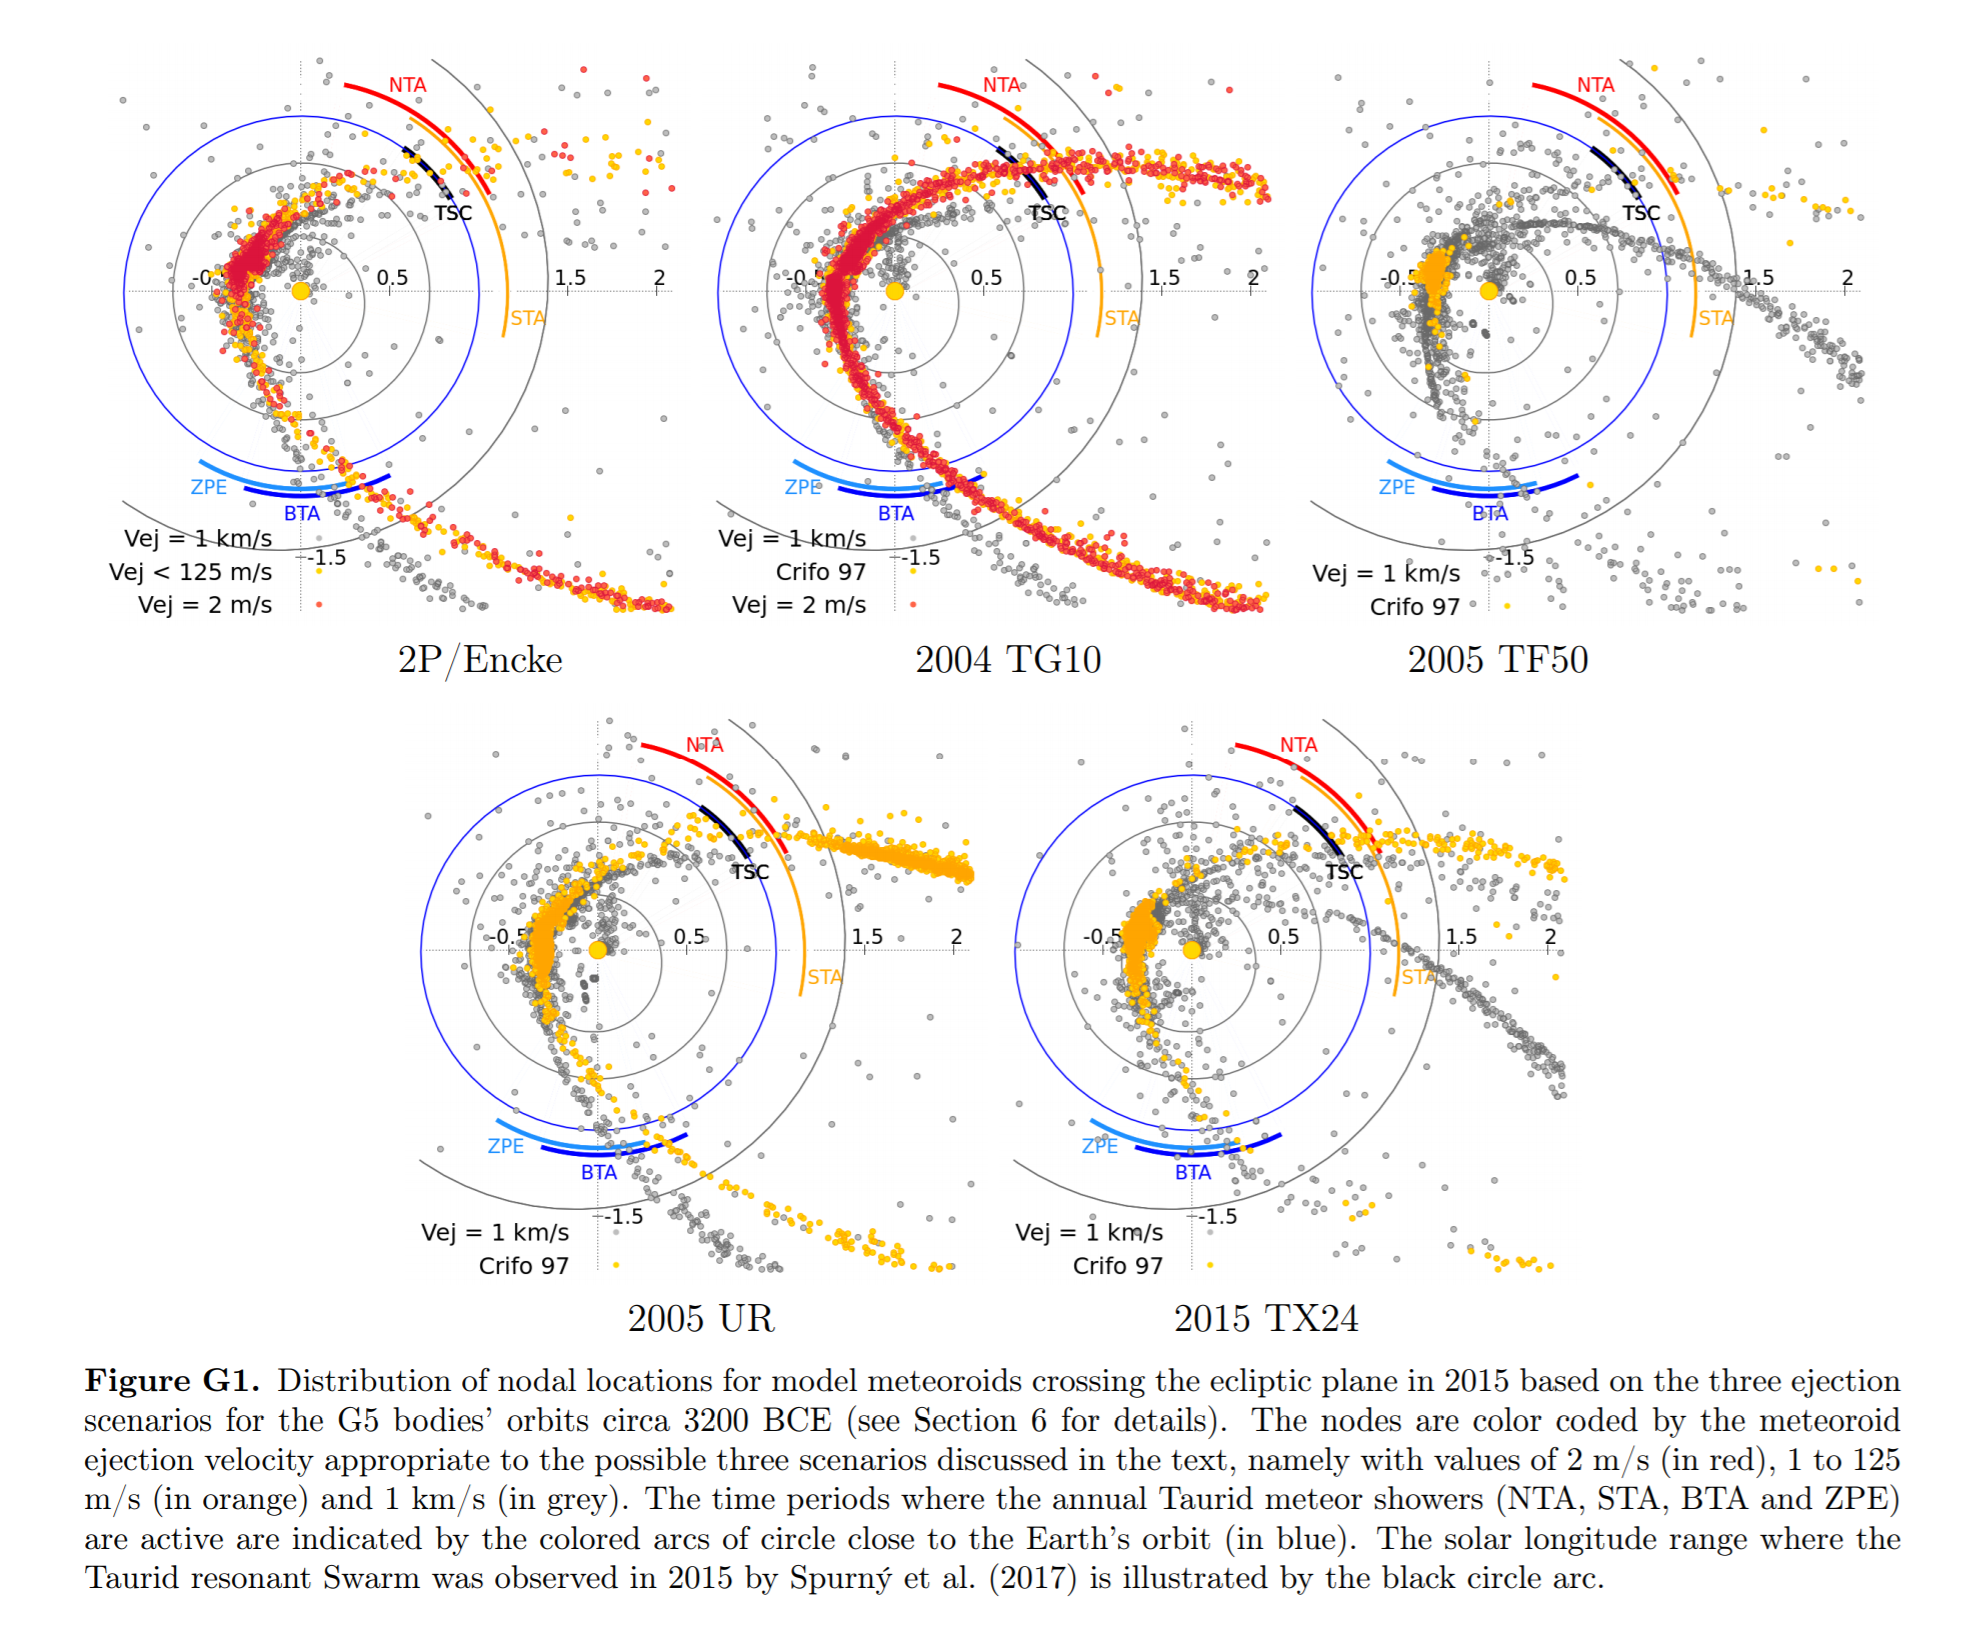 NTA
TSC
-0.5
0.5
1.5
2
STA
ZPE
BTA
-1.5
Vej = 1 km/s
Vej < 125 m/s
Vej = 2 m/s
2P/Encke
NTA
TSC
-0.5
0.5
1.5
2
STA
ZPE
BTA
-1.5
Vej = 1 km/s
Crifo 97
Vej = 2 m/s
2004 TG10
NTA
TSC
-0.5
0.5
1.5
2
STA
ZPE
BTA
-1.5
Vej = 1 km/s
Crifo 97
2005 TF50
NTA
TSC
-0.5
0.5
1.5
2
STA
ZPE
BTA
-1.5
Vej = 1 km/s
Crifo 97
2005 UR
NTA
TSC
-0.5
0.5
1.5
2
STA
ZPE
BTA
-1.5
Vej = 1 km/s
Crifo 97
2015 TX24
Figure G1. Distribution of nodal locations for model meteoroids crossing the ecliptic plane in 2015 based on the three ejection
scenarios for the G5 bodies' orbits circa 3200 BCE (see Section 6 for details). The nodes are color coded by the meteoroid
ejection velocity appropriate to the possible three scenarios discussed in the text, namely with values of 2 m/s (in red), 1 to 125
m/s (in orange) and 1 km/s (in grey). The time periods where the annual Taurid meteor showers (NTA, STA, BTA and ZPE)
are active are indicated by the colored arcs of circle close to the Earth's orbit (in blue). The solar longitude range where the
Taurid resonant Swarm was observed in 2015 by Spurný et al. (2017) is illustrated by the black circle arc.